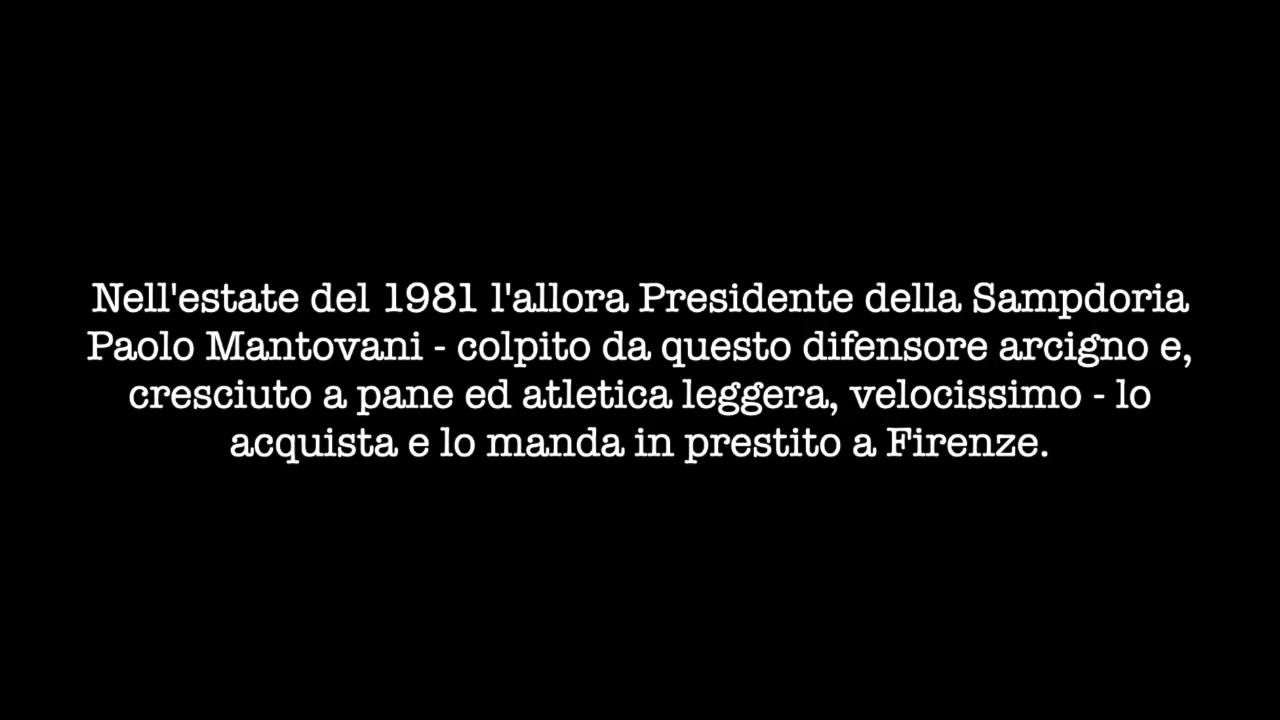 Nell'estate del 1981 l'allora Presidente della Sampdoria
Paolo Mantovani - colpito da questo difensore arcigno e,
cresciuto a pane ed atletica leggera, velocissimo - lo
acquista e lo manda in prestito a Firenze.